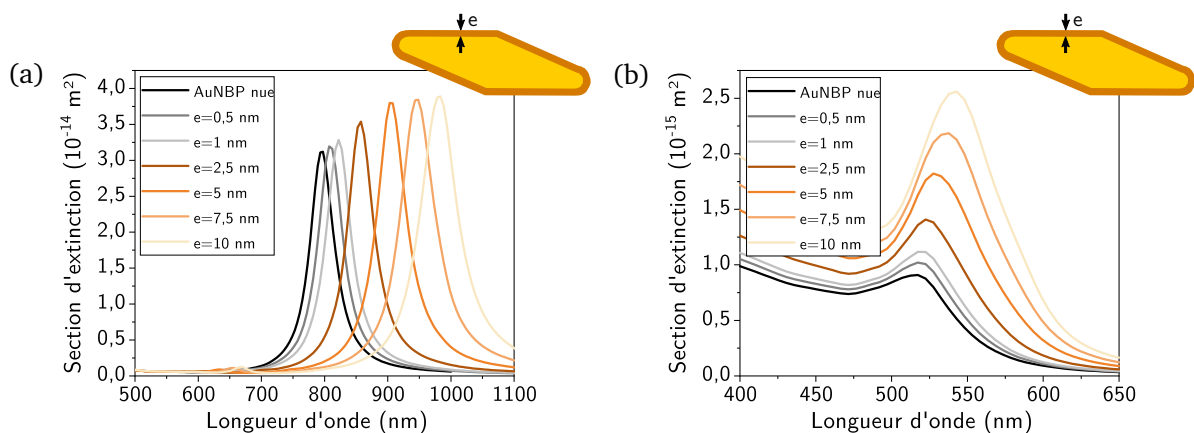 (a)
e
Section d'extinction (10⁻¹⁴ m²)
4,0
3,5
3,0
2,5
2,0
1,5
1,0
0,5
0,0
AuNBP nue
e=0,5 nm
e=1 nm
e=2,5 nm
e=5 nm
e=7,5 nm
e=10 nm
500 600 700 800 900 1000 1100
Longueur d'onde (nm)
(b)
e
Section d'extinction (10⁻¹⁵ m²)
2,5
2,0
1,5
1,0
0,5
0,0
AuNBP nue
e=0,5 nm
e=1 nm
e=2,5 nm
e=5 nm
e=7,5 nm
e=10 nm
400 450 500 550 600 650
Longueur d'onde (nm)